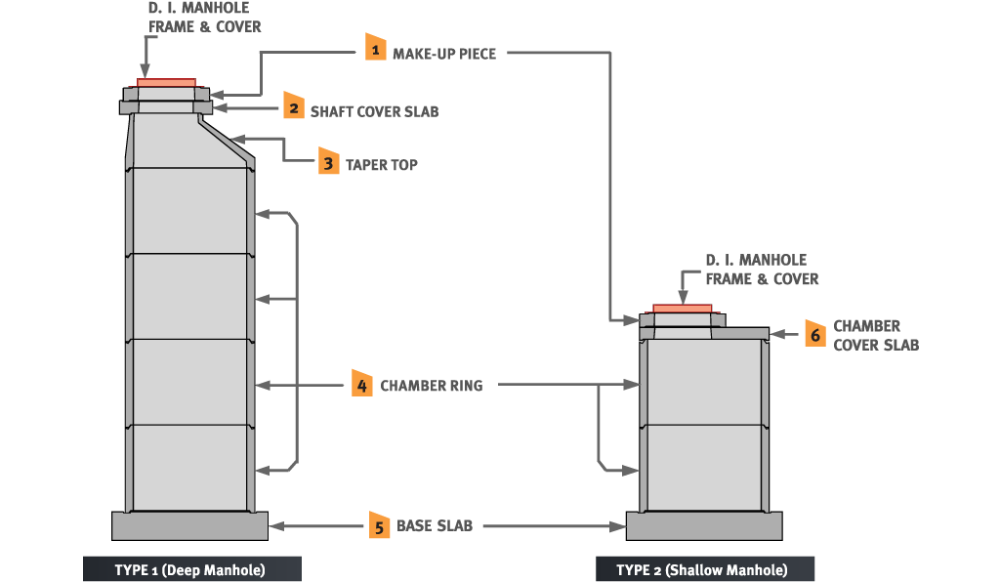 D. I. MANHOLE
FRAME & COVER
1 MAKE-UP PIECE
2 SHAFT COVER SLAB
3 TAPER TOP
D. I. MANHOLE
FRAME & COVER
6 CHAMBER
COVER SLAB
4 CHAMBER RING
5 BASE SLAB
TYPE 1 (Deep Manhole)
TYPE 2 (Shallow Manhole)